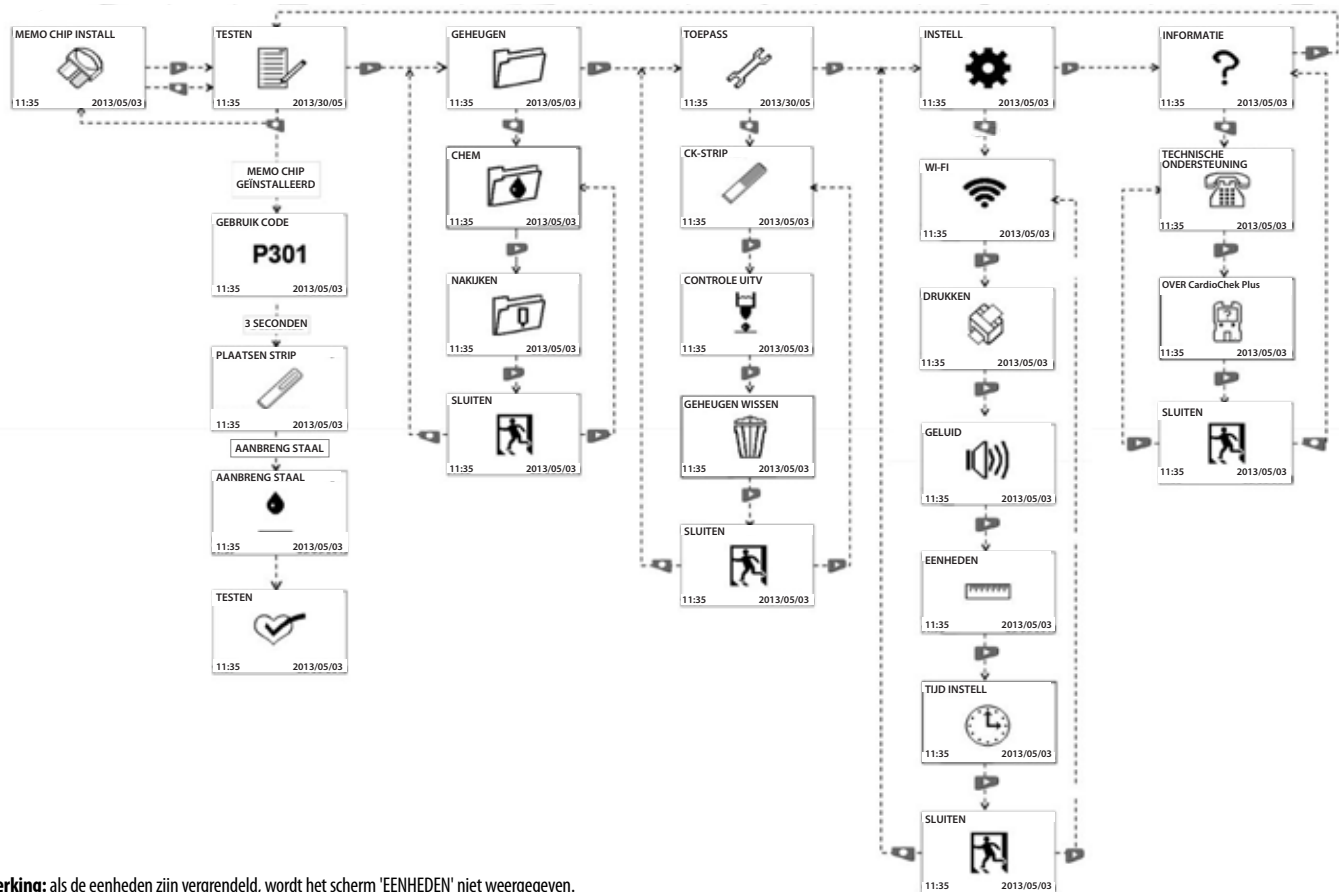 MEMO CHIP INSTALL
11:35 2013/05/03
TESTEN
11:35 2013/30/05
GEHEUGEN
11:35 2013/05/03
TOEPASS
11:35 2013/30/05
INSTELL
11:35 2013/05/03
INFORMATIE
?
11:35 2013/05/03
MEMO CHIP
GEÏNSTALLEERD
GEBRUIK CODE
P301
11:35 2013/05/03
3 SECONDEN
PLAATSEN STRIP
11:35 2013/05/03
AANBRENG STAAL
AANBRENG STAAL
11:35 2013/05/03
TESTEN
11:35 2013/05/03
CHEM
11:35 2013/05/03
NAKIJKEN
11:35 2013/05/03
SLUITEN
11:35 2013/05/03
CK-STRIP
11:35 2013/05/03
CONTROLE UITV
11:35 2013/05/03
GEHEUGEN WISSEN
11:35 2013/05/03
SLUITEN
11:35 2013/05/03
WI-FI
11:35 2013/05/03
DRUKKEN
11:35 2013/05/03
GELUID
11:35 2013/05/03
EENHEDEN
11:35 2013/05/03
TIJD INSTELL
11:35 2013/05/03
SLUITEN
11:35 2013/05/03
TECHNISCHE
ONDERSTEUNING
11:35 2013/05/03
OVER CardioChek Plus
?
11:35 2013/05/03
SLUITEN
11:35 2013/05/03
erking: als de eenheden zijn vergrendeld, wordt het scherm 'EENHEDEN' niet weergegeven.